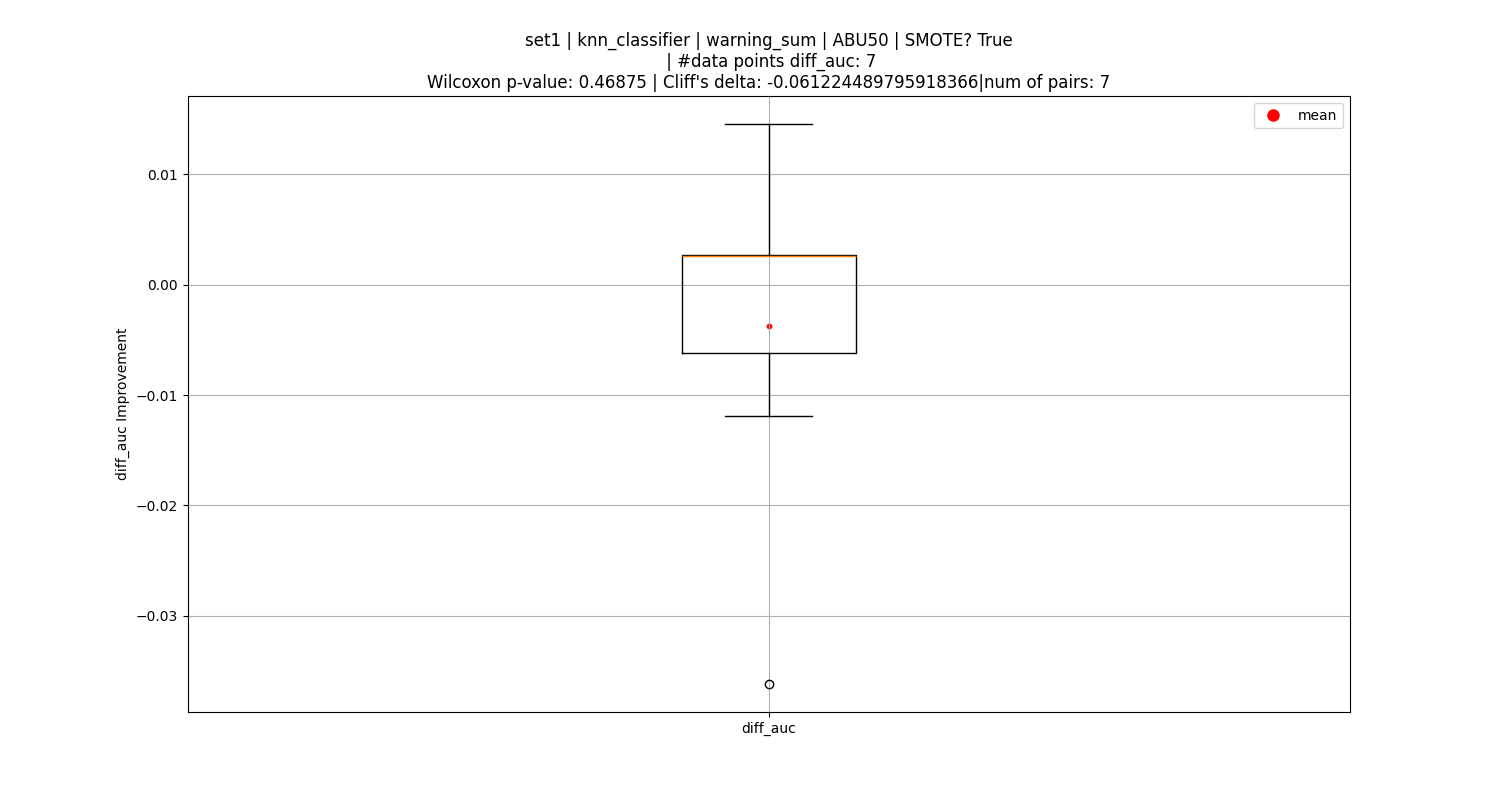 set1 | knn_classifier | warning_sum | ABU50 | SMOTE? True
| #data points diff_auc: 7
Wilcoxon p-value: 0.46875 | Cliff's delta: -0.061224489795918366|num of pairs: 7
mean
0.01
0.00
−0.01
−0.02
−0.03
diff_auc Improvement
diff_auc